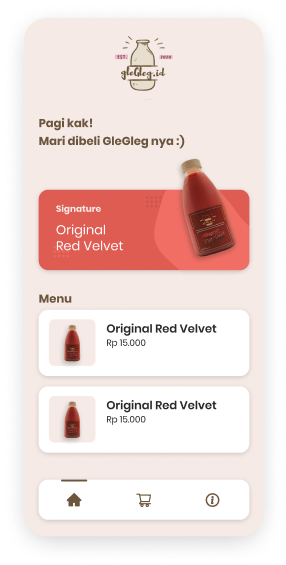 EST. 2020
gleGleg.id
Pagi kak!
Mari dibeli GleGleg nya :)
Signature
Original
Red Velvet
Menu
Original Red Velvet
Rp 15.000
Original Red Velvet
Rp 15.000